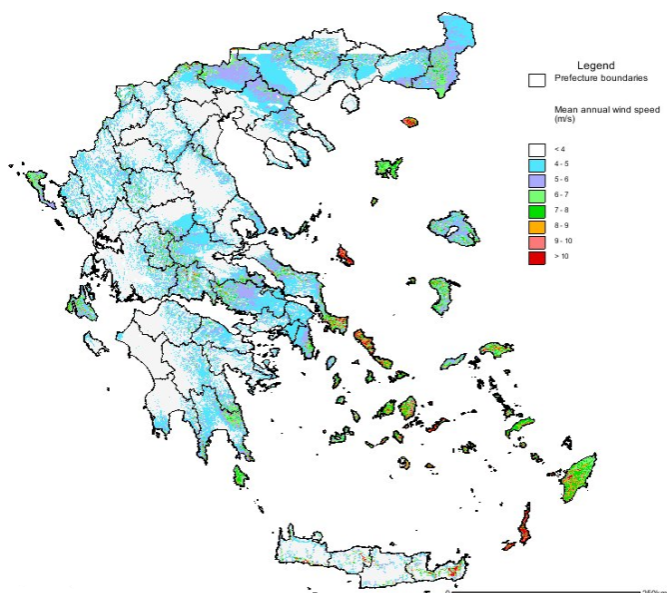 Legend
Prefecture boundaries
Mean annual wind speed
(m/s)
< 4
4 - 5
5 - 6
6 - 7
7 - 8
8 - 9
9 - 10
> 10